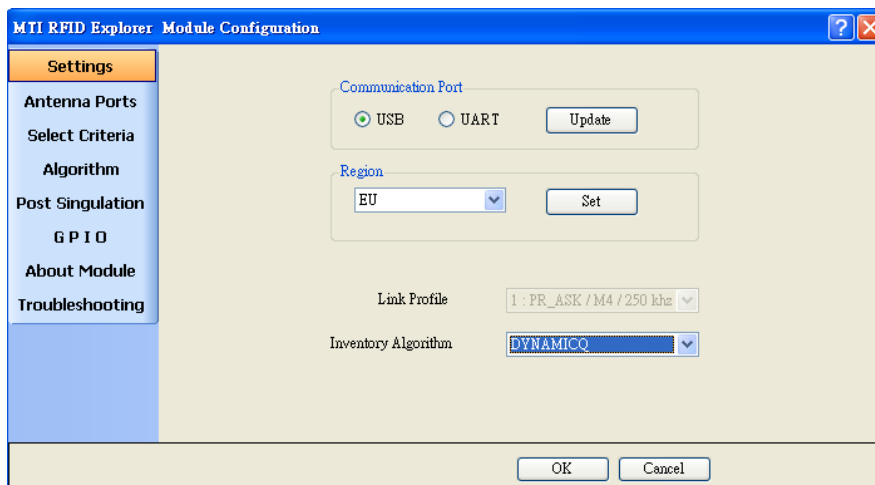 MTI RFID Explorer Module Configuration
Settings
Antenna Ports
Select Criteria
Algorithm
Post Singulation
G P I O
About Module
Troubleshooting
Communication Port
USB UART Update
Region
EU Set
Link Profile 1 : PR_ASK / M4 / 250 khz
Inventory Algorithm DYNAMICQ
OK Cancel